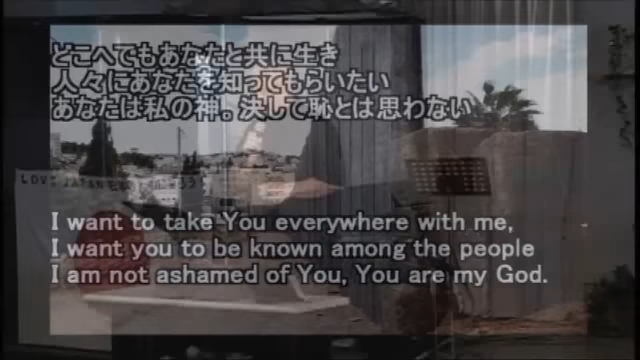 どこへでもあなたと共に生き
人々にあなたを知ってもらいたい
あなたは私の神。決して恥とは思わない
LOVE JAPAN
I want to take You everywhere with me,
I want you to be known among the people
I am not ashamed of You, You are my God.